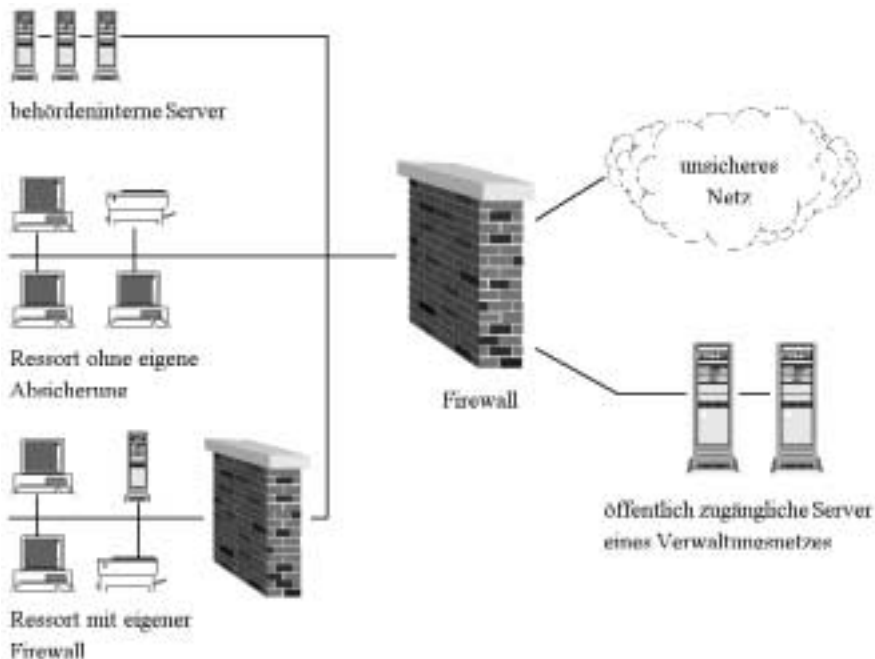 behördeninterne Server
unsicheres
Netz
Ressort ohne eigene
Absicherung
Firewall
öffentlich zugängliche Server
eines Verwaltungsnetzes
Ressort mit eigener
Firewall